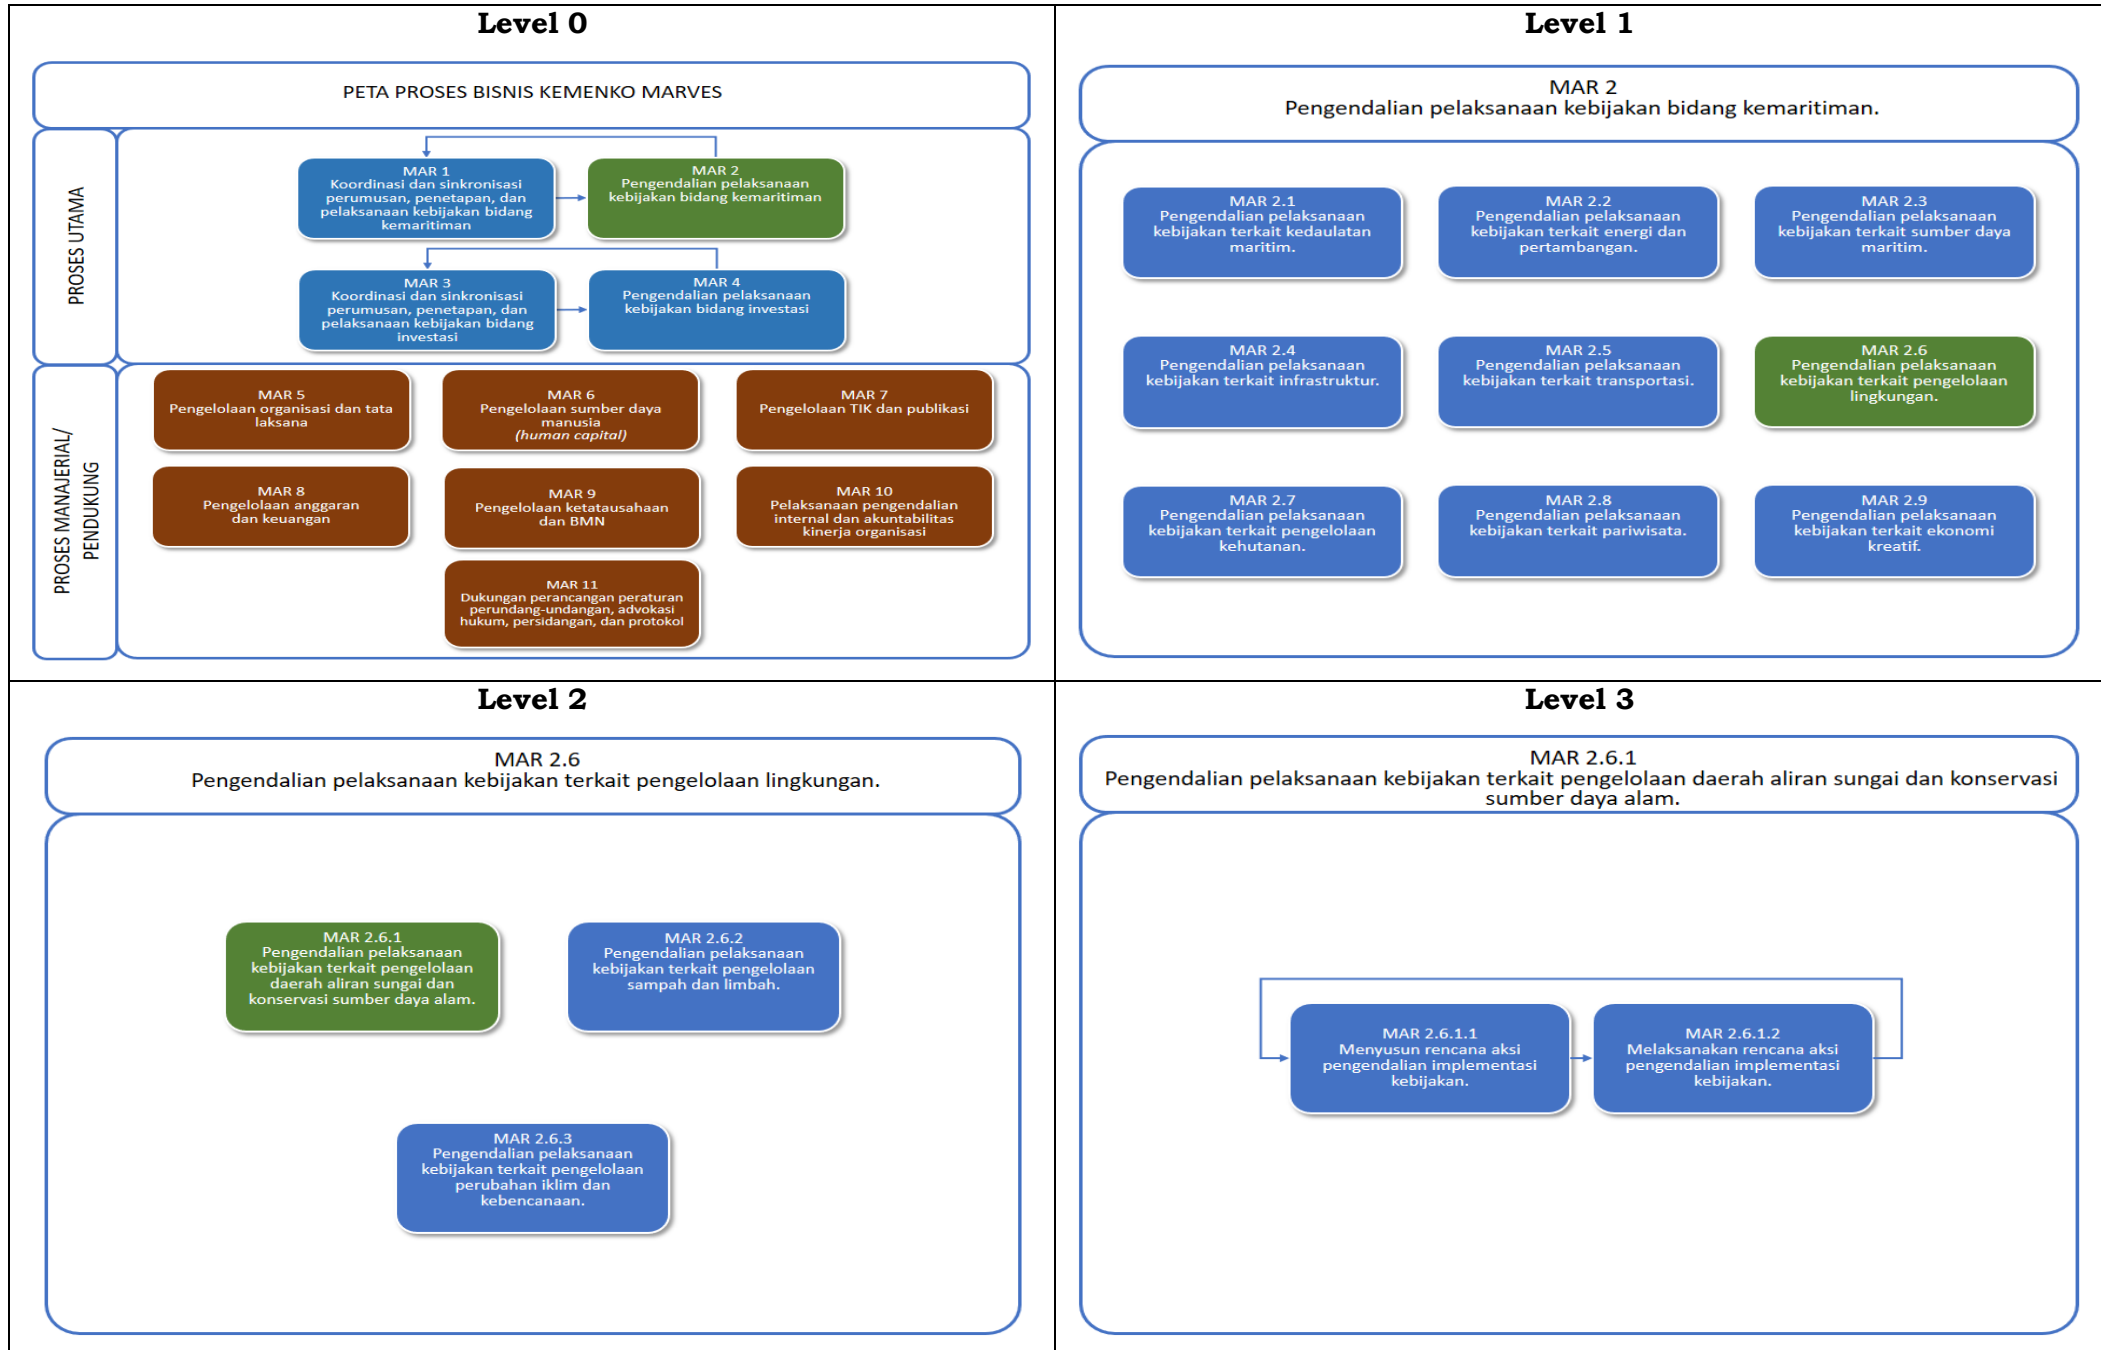 Level 0
PETA PROSES BISNIS KEMENKO MARVES
PROSES UTAMA
MAR 1
Koordinasi dan sinkronisasi
perumusan, penetapan, dan
pelaksanaan kebijakan bidang
kemaritiman
MAR 2
Pengendalian pelaksanaan
kebijakan bidang kemaritiman
MAR 3
Koordinasi dan sinkronisasi
perumusan, penetapan, dan
pelaksanaan kebijakan bidang
investasi
MAR 4
Pengendalian pelaksanaan
kebijakan bidang investasi
PROSES MANAJERIAL/
PENDUKUNG
MAR 5
Pengelolaan organisasi dan tata
laksana
MAR 6
Pengelolaan sumber daya
manusia
(human capital)
MAR 7
Pengelolaan TIK dan publikasi
MAR 8
Pengelolaan anggaran
dan keuangan
MAR 9
Pengelolaan ketatausahaan
dan BMN
MAR 10
Pelaksanaan pengendalian
internal dan akuntabilitas
kinerja organisasi
MAR 11
Dukungan perancangan peraturan
perundang-undangan, advokasi
hukum, persidangan, dan protokol
Level 1
MAR 2
Pengendalian pelaksanaan kebijakan bidang kemaritiman.
MAR 2.1
Pengendalian pelaksanaan
kebijakan terkait kedaulatan
maritim.
MAR 2.2
Pengendalian pelaksanaan
kebijakan terkait energi dan
pertambangan.
MAR 2.3
Pengendalian pelaksanaan
kebijakan terkait sumber daya
maritim.
MAR 2.4
Pengendalian pelaksanaan
kebijakan terkait infrastruktur.
MAR 2.5
Pengendalian pelaksanaan
kebijakan terkait transportasi.
MAR 2.6
Pengendalian pelaksanaan
kebijakan terkait pengelolaan
lingkungan.
MAR 2.7
Pengendalian pelaksanaan
kebijakan terkait pengelolaan
kehutanan.
MAR 2.8
Pengendalian pelaksanaan
kebijakan terkait pariwisata.
MAR 2.9
Pengendalian pelaksanaan
kebijakan terkait ekonomi
kreatif.
Level 2
MAR 2.6
Pengendalian pelaksanaan kebijakan terkait pengelolaan lingkungan.
MAR 2.6.1
Pengendalian pelaksanaan
kebijakan terkait pengelolaan
daerah aliran sungai dan
konservasi sumber daya alam.
MAR 2.6.2
Pengendalian pelaksanaan
kebijakan terkait pengelolaan
sampah dan limbah.
MAR 2.6.3
Pengendalian pelaksanaan
kebijakan terkait pengelolaan
perubahan iklim dan
kebencanaan.
Level 3
MAR 2.6.1
Pengendalian pelaksanaan kebijakan terkait pengelolaan daerah aliran sungai dan konservasi
sumber daya alam.
MAR 2.6.1.1
Menyusun rencana aksi
pengendalian implementasi
kebijakan.
MAR 2.6.1.2
Melaksanakan rencana aksi
pengendalian implementasi
kebijakan.